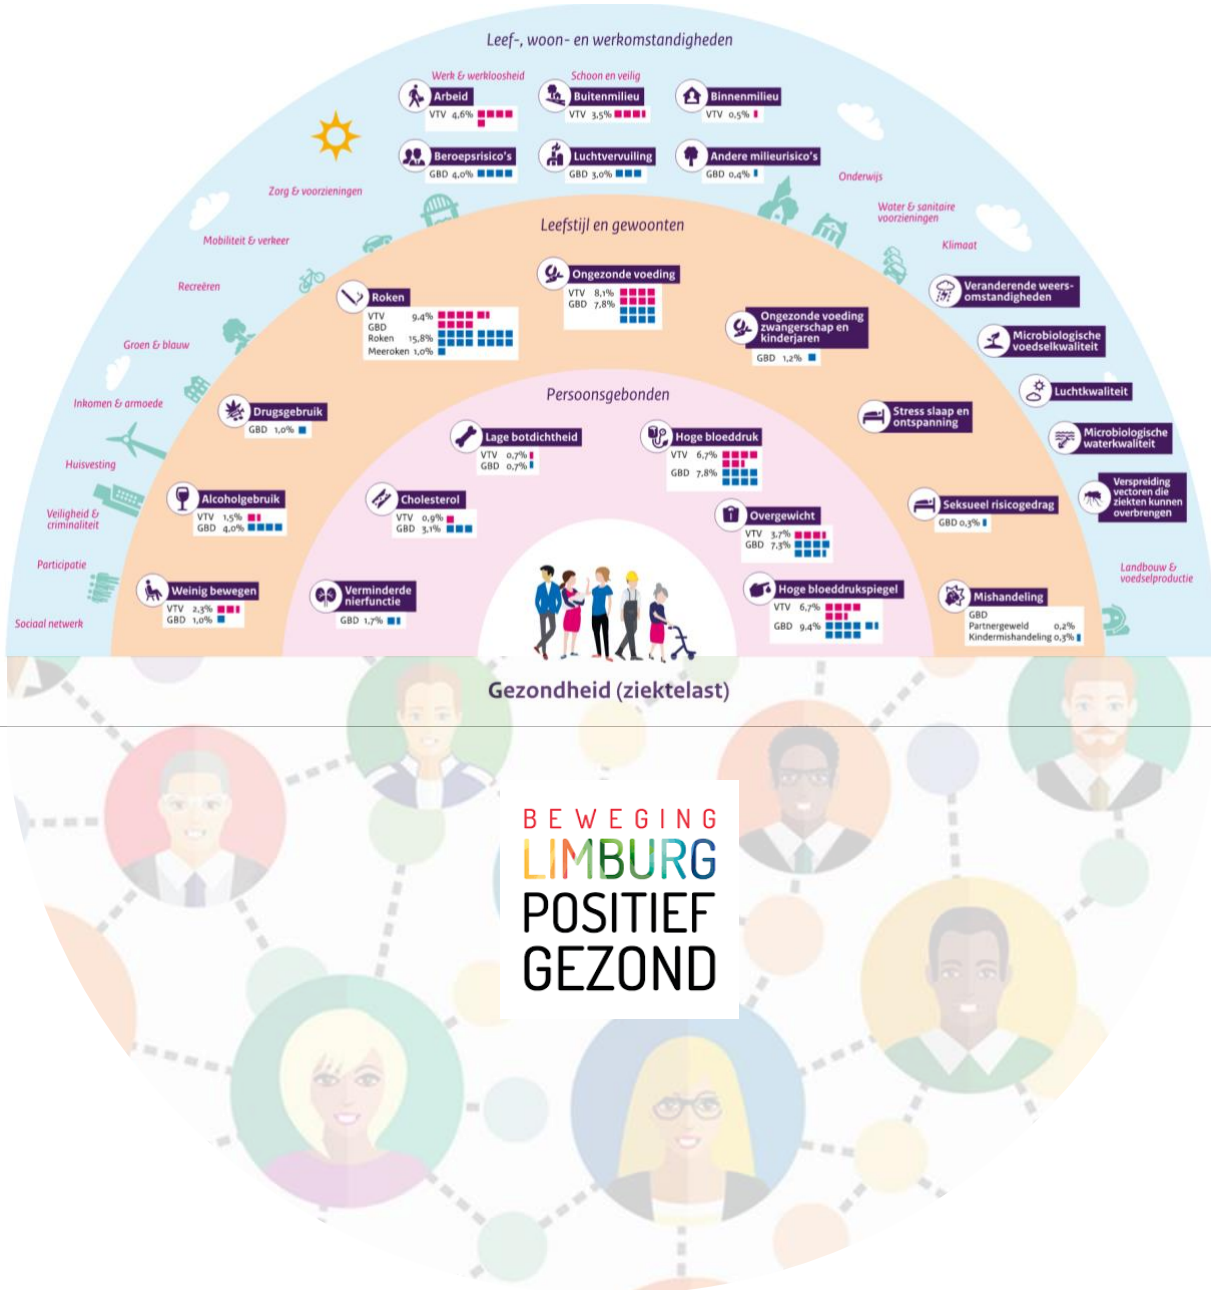 Leef-, woon- en werkomstandigheden
Werk & werkloosheid
Arbeid
VTV 4,6%
Schoon en veilig
Buitenmilieu
VTV 3,5%
Binnenmilieu
VTV 0,5%
Beroepsrisico's
GBD 4,0%
Luchtvervuiling
GBD 3,0%
Andere milieurisico's
GBD 0,4%
Zorg & voorzieningen
Mobiliteit & verkeer
Recreëren
Groen & blauw
Inkomen & armoede
Huisvesting
Veiligheid &
criminaliteit
Participatie
Sociaal netwerk
Onderwijs
Water & sanitaire
voorzieningen
Klimaat
Veranderende weers-
omstandigheden
Microbiologische
voedselkwaliteit
Luchtkwaliteit
Microbiologische
waterkwaliteit
Verspreiding
vectoren die
ziekten kunnen
overbrengen
Landbouw &
voedselproductie
Leefstijl en gewoonten
Ongezonde voeding
VTV 8,1%
GBD 7,8%
Roken
VTV 9,4%
GBD
Roken 15,8%
Meeroken 1,0%
Ongezonde voeding
zwangerschap en
kinderjaren
GBD 1,2%
Drugsgebruik
GBD 1,0%
Stress slaap en
ontspanning
Alcoholgebruik
VTV 1,5%
GBD 4,0%
Seksueel risicogedrag
GBD 0,3%
Weinig bewegen
VTV 2,3%
GBD 1,0%
Mishandeling
GBD
Partnergeweld 0,2%
Kindermishandeling 0,3%
Persoonsgebonden
Lage botdichtheid
VTV 0,7%
GBD 0,7%
Hoge bloeddruk
VTV 6,7%
GBD 7,8%
Cholesterol
VTV 0,9%
GBD 3,1%
Overgewicht
VTV 3,7%
GBD 7,3%
Verminderde
nierfunctie
GBD 1,7%
Hoge bloeddrukspiegel
VTV 6,7%
GBD 9,4%
Gezondheid (ziektelast)
BEWEGING
LIMBURG
POSITIEF
GEZOND